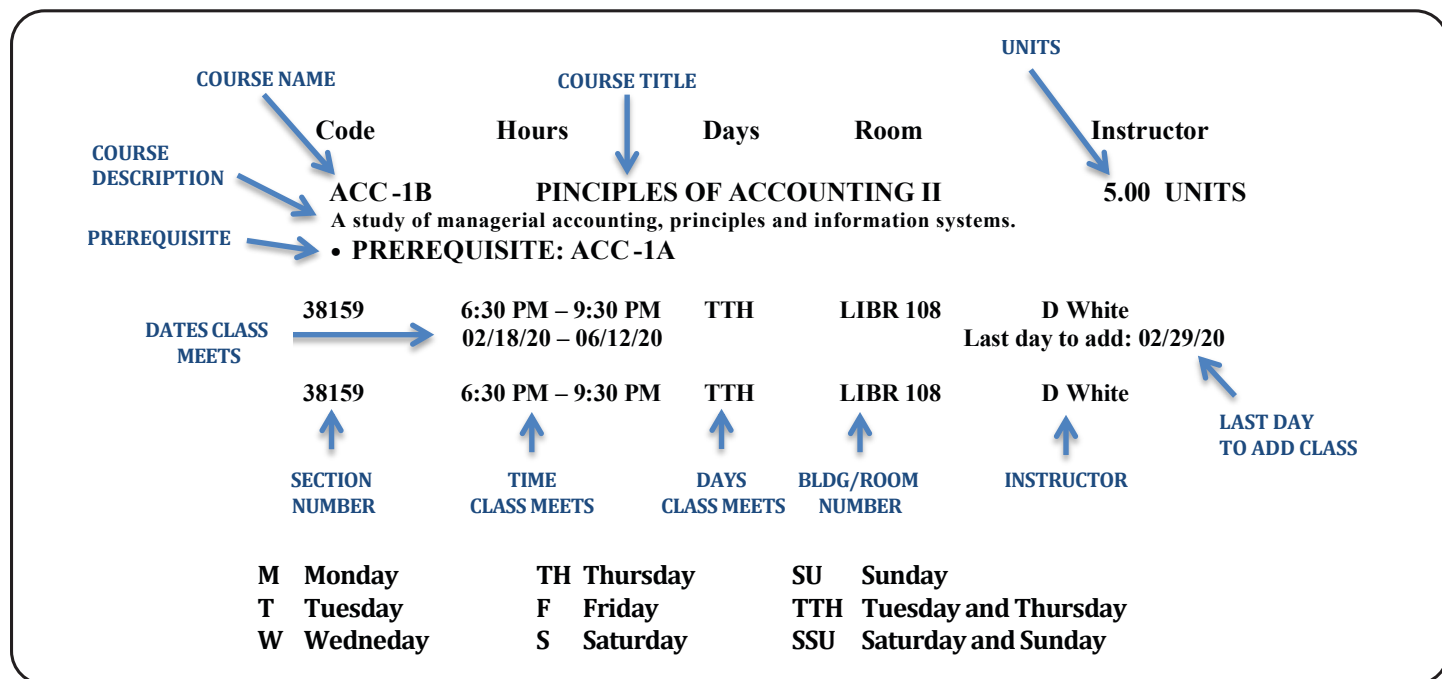 UNITS
COURSE NAME COURSE TITLE
Code Hours Days Room Instructor
COURSE
DESCRIPTION
ACC-1B PINCIPLES OF ACCOUNTING II 5.00 UNITS
A study of managerial accounting, principles and information systems.
PREREQUISITE
• PREREQUISITE: ACC-1A
38159 6:30 PM – 9:30 PM TTH LIBR 108 D White
DATES CLASS
MEETS
02/18/20 – 06/12/20 Last day to add: 02/29/20
38159 6:30 PM – 9:30 PM TTH LIBR 108 D White
LAST DAY
TO ADD CLASS
SECTION
NUMBER
TIME
CLASS MEETS
DAYS
CLASS MEETS
BLDG/ROOM
NUMBER
INSTRUCTOR
M Monday TH Thursday SU Sunday
T Tuesday F Friday TTH Tuesday and Thursday
W Wedneday S Saturday SSU Saturday and Sunday